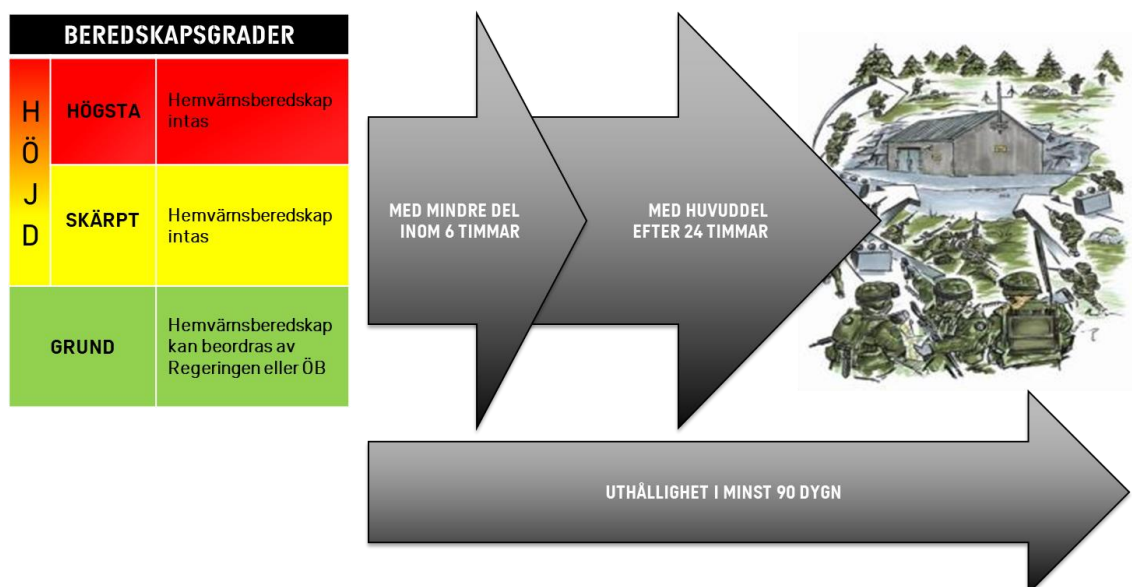 BEREDSKAPSGRADER
HÖJD
HÖGSTA
Hemvärnsberedskap
intas
SKÄRPT
Hemvärnsberedskap
intas
GRUND
Hemvärnsberedskap
kan beordras av
Regeringen eller ÖB
MED MINDRE DEL
INOM 6 TIMMAR
MED HUVUDDEL
EFTER 24 TIMMAR
UTHÅLLIGHET I MINST 90 DYGN